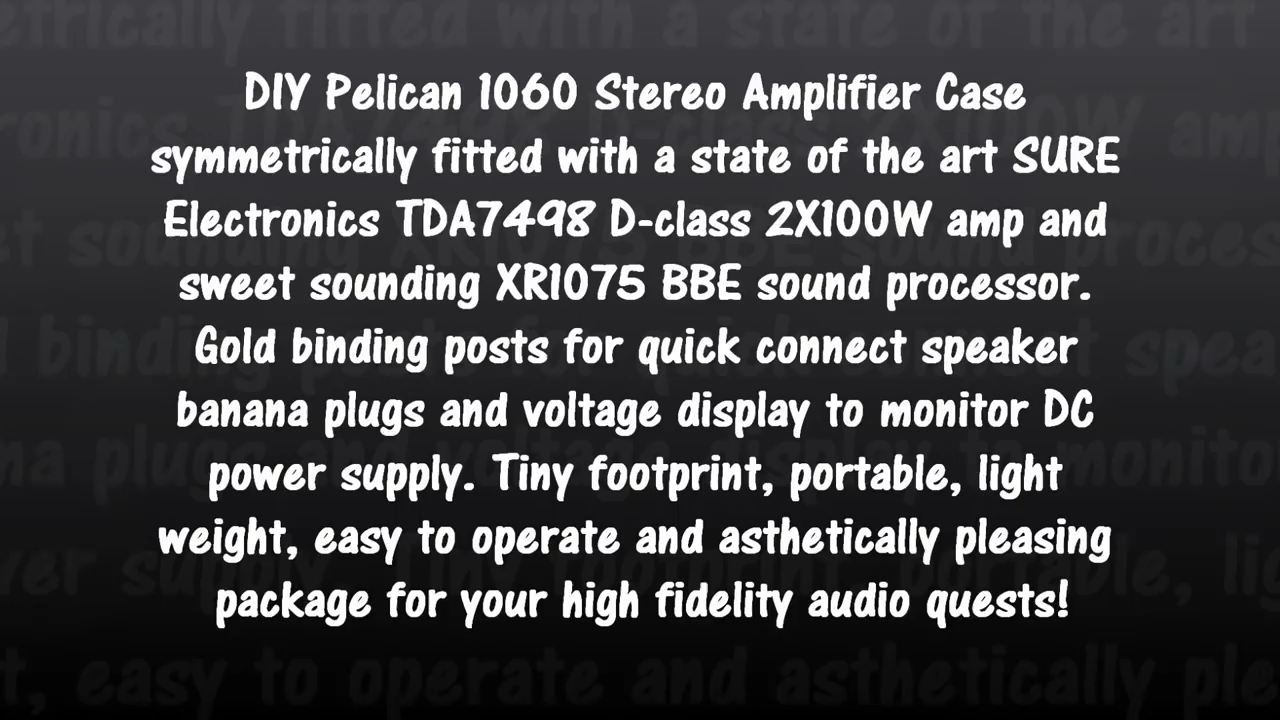 DIY Pelican 1060 Stereo Amplifier Case
symmetrically fitted with a state of the art SURE
Electronics TDA7498 D-class 2X100W amp and
sweet sounding XR1075 BBE sound processor.
Gold binding posts for quick connect speaker
banana plugs and voltage display to monitor DC
power supply. Tiny footprint, portable, light
weight, easy to operate and asthetically pleasing
package for your high fidelity audio quests!